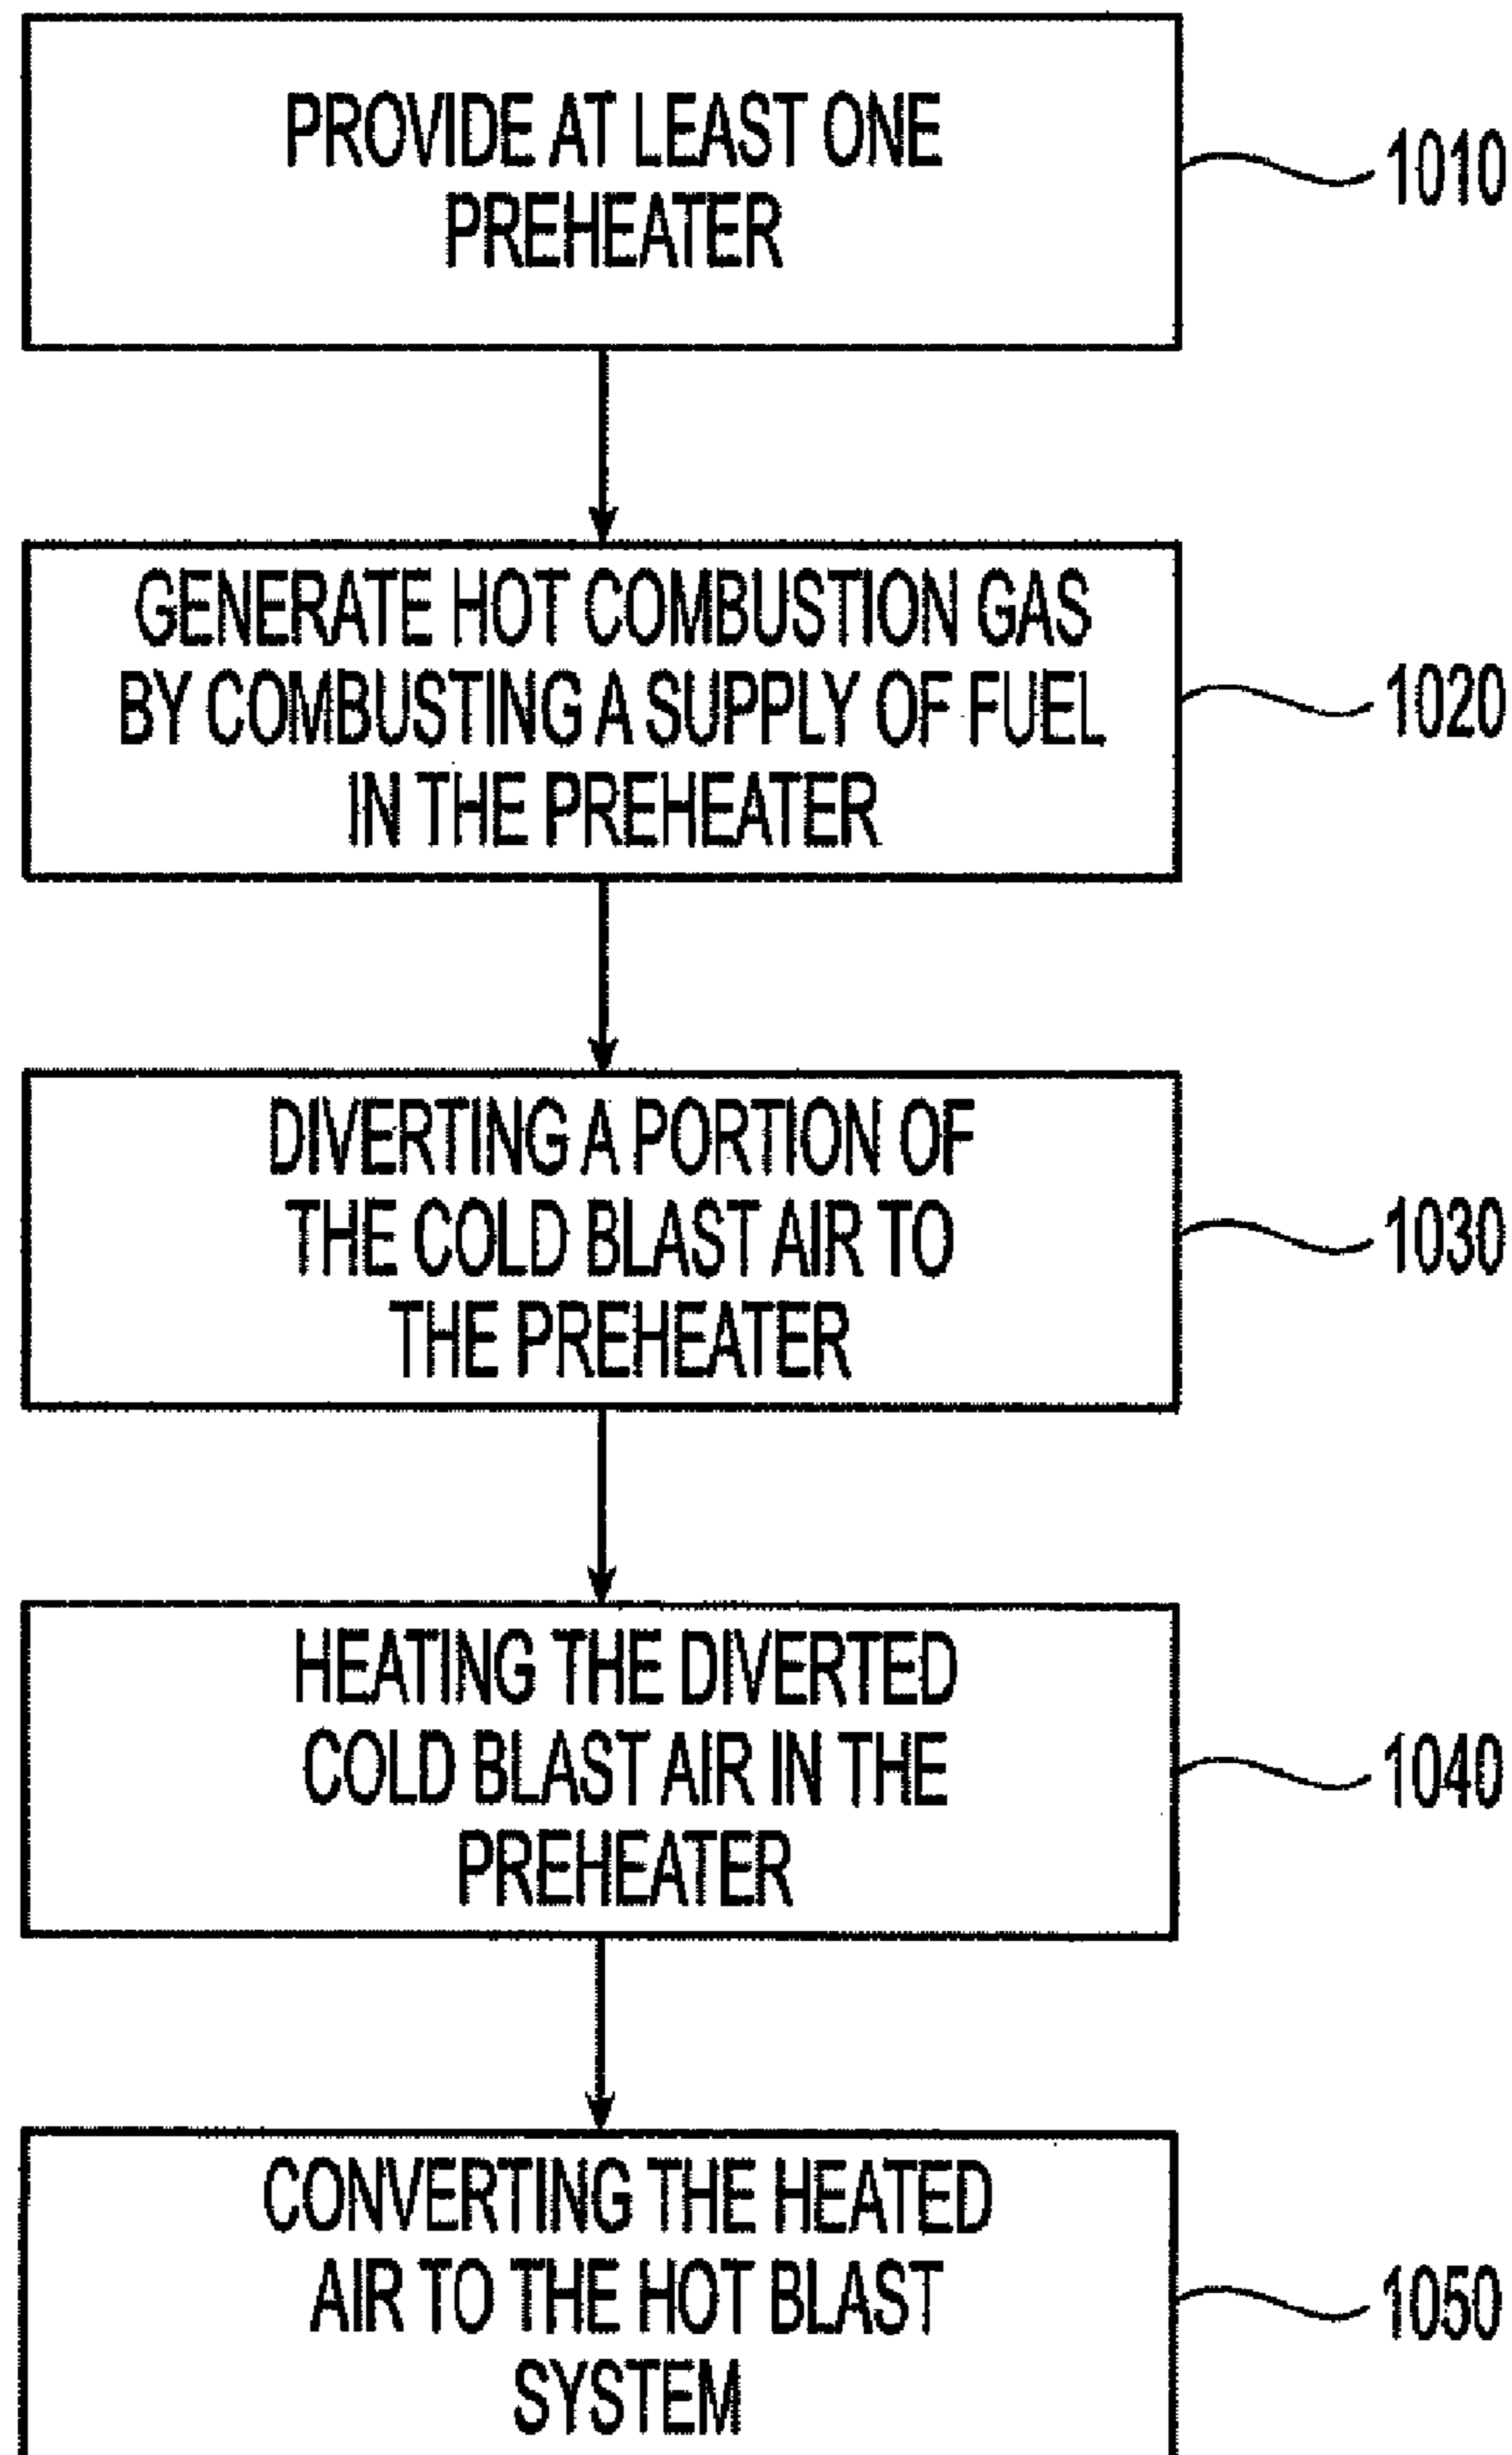 PROVIDE AT LEAST ONE
PREHEATER
1010
GENERATE HOT COMBUSTION GAS
BY COMBUSTING A SUPPLY OF FUEL
IN THE PREHEATER
1020
DIVERTING A PORTION OF
THE COLD BLAST AIR TO
THE PREHEATER
1030
HEATING THE DIVERTED
COLD BLAST AIR IN THE
PREHEATER
1040
CONVERTING THE HEATED
AIR TO THE HOT BLAST
SYSTEM
1050